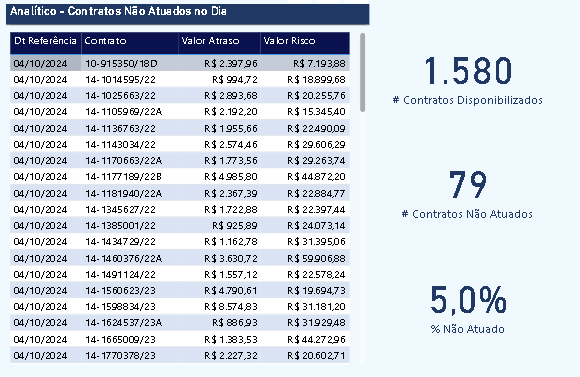 Analítico - Contratos Não Atuados no Dia
Dt Referência Contrato Valor Atraso Valor Risco
04/10/2024 10-915350/18D R$ 2.397,96 R$ 7.193,88
04/10/2024 14-1014595/22 R$ 994,72 R$ 18.899,68
04/10/2024 14-1025663/22 R$ 2.893,68 R$ 20.255,76
04/10/2024 14-1105969/22A R$ 2.192,20 R$ 15.345,40
04/10/2024 14-1136763/22 R$ 1.955,66 R$ 22.490,09
04/10/2024 14-1143034/22 R$ 2.574,46 R$ 29.606,29
04/10/2024 14-1170663/22A R$ 1.773,56 R$ 29.263,74
04/10/2024 14-1177189/22B R$ 4.985,80 R$ 44.872,20
04/10/2024 14-1181940/22A R$ 2.367,39 R$ 22.884,77
04/10/2024 14-1345627/22 R$ 1.722,88 R$ 22.397,44
04/10/2024 14-1385001/22 R$ 925,89 R$ 24.073,14
04/10/2024 14-1434729/22 R$ 1.162,78 R$ 31.395,06
04/10/2024 14-1460376/22A R$ 3.630,72 R$ 59.906,88
04/10/2024 14-1491124/22 R$ 1.557,12 R$ 22.578,24
04/10/2024 14-1560623/23 R$ 4.790,61 R$ 19.694,73
04/10/2024 14-1598834/23 R$ 8.574,83 R$ 31.181,20
04/10/2024 14-1624537/23A R$ 886,93 R$ 31.929,48
04/10/2024 14-1665009/23 R$ 1.383,53 R$ 44.272,96
04/10/2024 14-1770378/23 R$ 2.227,32 R$ 20.602,71
1.580
# Contratos Disponibilizados
79
# Contratos Não Atuados
5,0%
% Não Atuado